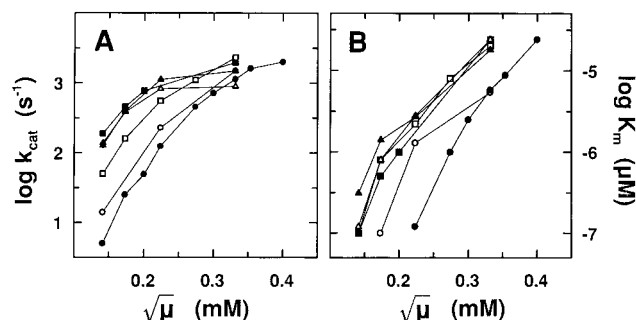 A
B
log k_cat (s⁻¹)
3
2
1
0.2
0.3
0.4
√μ (mM)
0.2
0.3
0.4
√μ (mM)
-5
-6
-7
log K_m (μM)